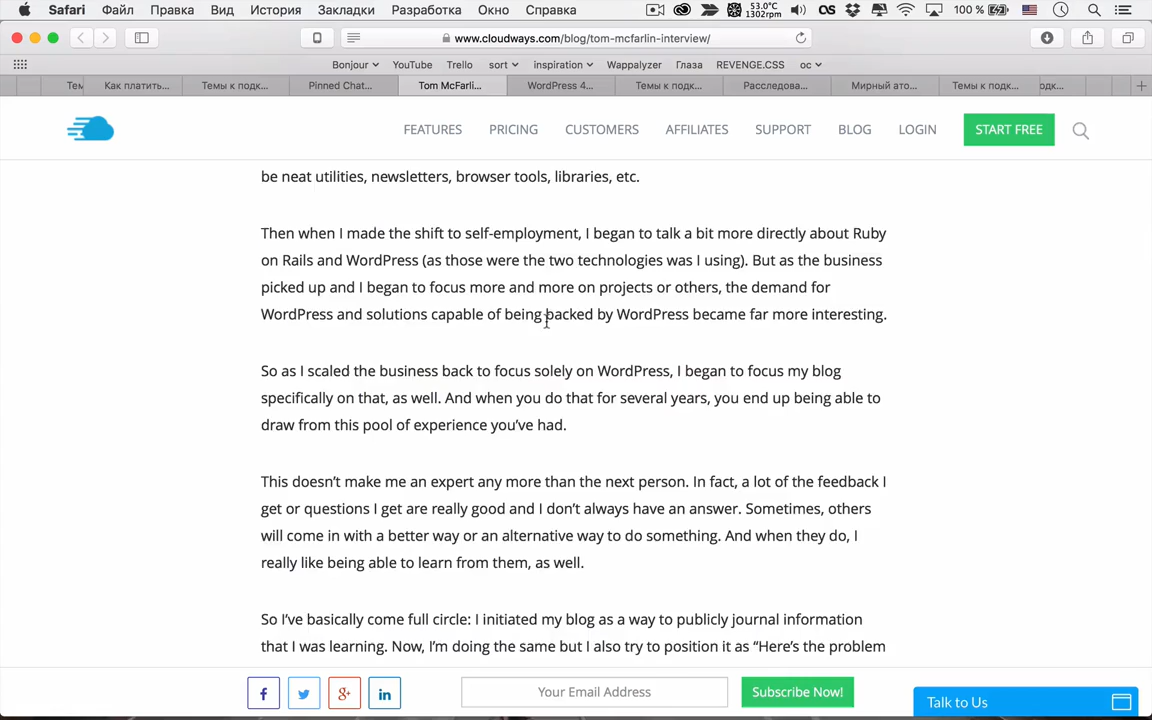 Safari Файл Правка Вид История Закладки Разработка Окно Справка 53.0°C 1302rpm 100 %
www.cloudways.com/blog/tom-mcfarlin-interview/
Bonjour YouTube Trello sort inspiration Wappalyzer Глаза REVENGE.CSS ос
Тем Как платить... Темы к подк... Pinned Chat... Tom McFarli... WordPress 4... Темы к подк... Расследова... Мирный ато... Темы к подк... одк...
FEATURES PRICING CUSTOMERS AFFILIATES SUPPORT BLOG LOGIN START FREE
be neat utilities, newsletters, browser tools, libraries, etc.
Then when I made the shift to self-employment, I began to talk a bit more directly about Ruby
on Rails and WordPress (as those were the two technologies was I using). But as the business
picked up and I began to focus more and more on projects or others, the demand for
WordPress and solutions capable of being backed by WordPress became far more interesting.
So as I scaled the business back to focus solely on WordPress, I began to focus my blog
specifically on that, as well. And when you do that for several years, you end up being able to
draw from this pool of experience you’ve had.
This doesn’t make me an expert any more than the next person. In fact, a lot of the feedback I
get or questions I get are really good and I don’t always have an answer. Sometimes, others
will come in with a better way or an alternative way to do something. And when they do, I
really like being able to learn from them, as well.
So I’ve basically come full circle: I initiated my blog as a way to publicly journal information
that I was learning. Now, I’m doing the same but I also try to position it as “Here’s the problem
Your Email Address Subscribe Now!
Talk to Us